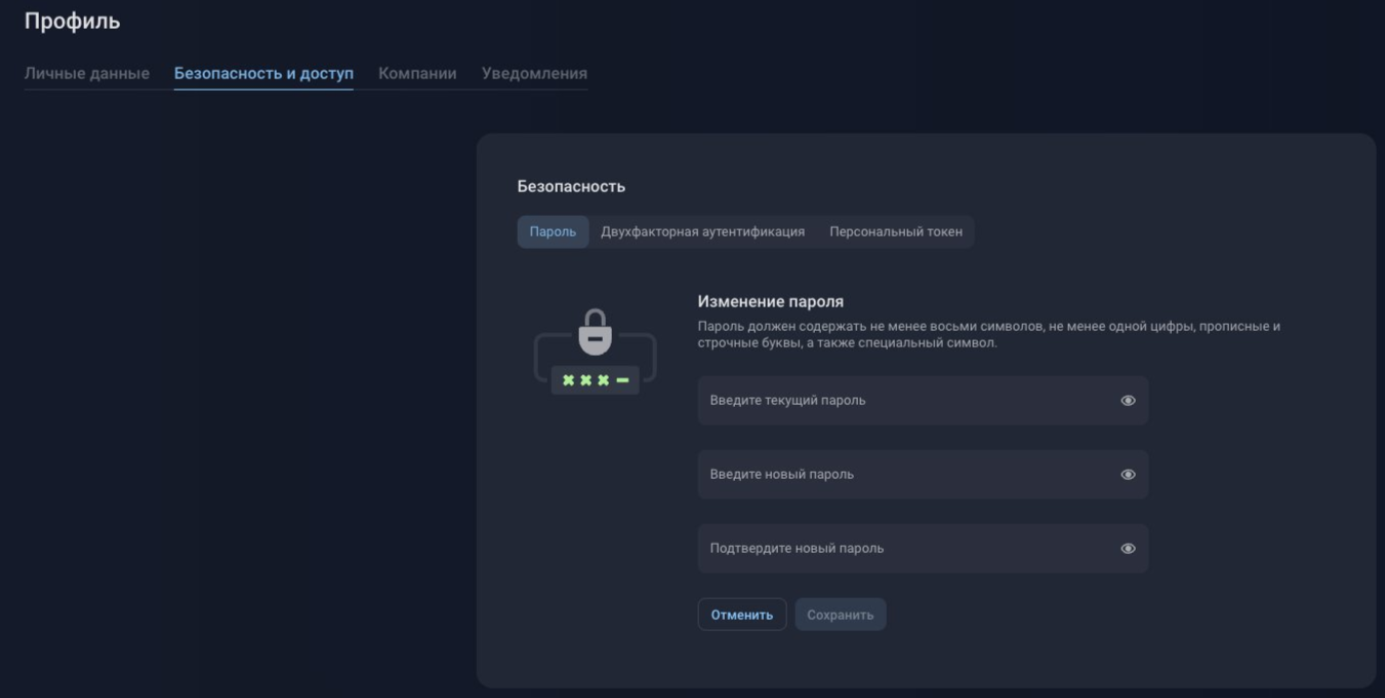 Профиль
Личные данные Безопасность и доступ Компании Уведомления
Безопасность
Пароль Двухфакторная аутентификация Персональный токен
Изменение пароля
Пароль должен содержать не менее восьми символов, не менее одной цифры, прописные и
строчные буквы, а также специальный символ.
Введите текущий пароль
Введите новый пароль
Подтвердите новый пароль
Отменить Сохранить